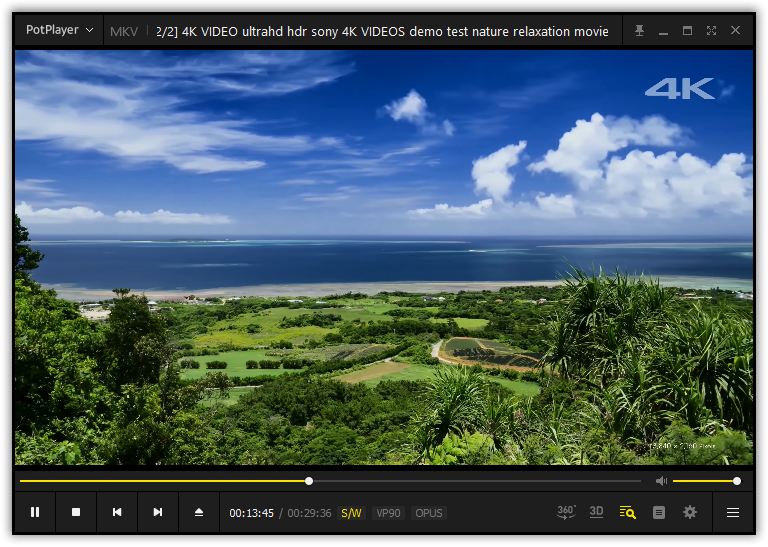 PotPlayer
MKV
2/2] 4K VIDEO ultrahd hdr sony 4K VIDEOS demo test nature relaxation movie
4K
00:13:45 / 00:29:36 S/W VP90 OPUS
360°
3D